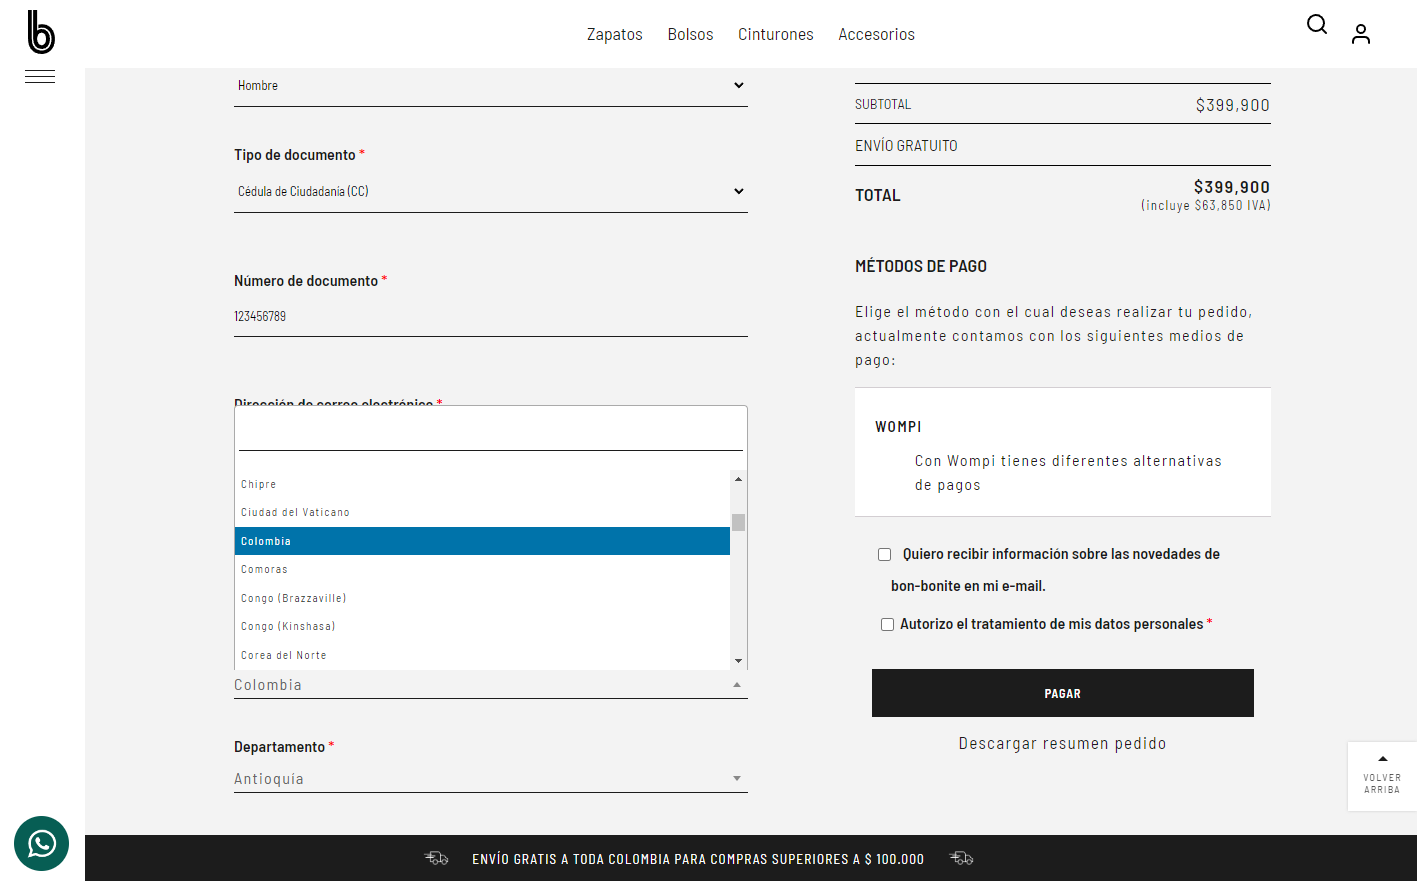 b
Zapatos Bolsos Cinturones Accesorios
Hombre
Tipo de documento *
Cédula de Ciudadanía (CC)
Número de documento *
123456789
Dirección de correo electrónico *
Chipre
Ciudad del Vaticano
Colombia
Comoras
Congo (Brazzaville)
Congo (Kinshasa)
Corea del Norte
Colombia
Departamento *
Antioquía
SUBTOTAL $399,900
ENVÍO GRATUITO
TOTAL $399,900
(incluye $63,850 IVA)
MÉTODOS DE PAGO
Elige el método con el cual deseas realizar tu pedido,
actualmente contamos con los siguientes medios de
pago:
WOMPI
Con Wompi tienes diferentes alternativas
de pagos
Quiero recibir información sobre las novedades de
bon-bonite en mi e-mail.
Autorizo el tratamiento de mis datos personales *
PAGAR
Descargar resumen pedido
VOLVER
ARRIBA
ENVÍO GRATIS A TODA COLOMBIA PARA COMPRAS SUPERIORES A $ 100.000